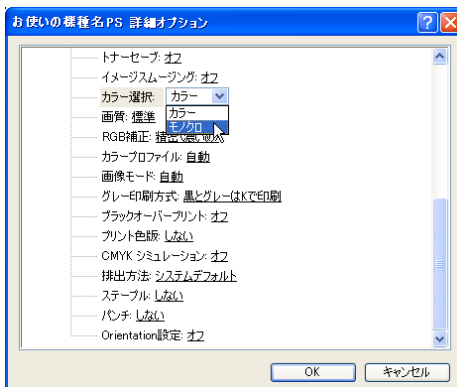 お使いの機種名 PS 詳細オプション
トナーセーブ: オフ
イメージスムージング: オフ
カラー選択: カラー
カラー
モノクロ
画質: 標準
RGB補正:
カラープロファイル: 自動
画像モード: 自動
グレー印刷方式: 黒とグレーはKで印刷
ブラックオーバープリント: オフ
プリント色版: しない
CMYK シミュレーション: オフ
排出方法: システムデフォルト
ステープル: しない
パンチ: しない
Orientation設定: オフ
OK
キャンセル